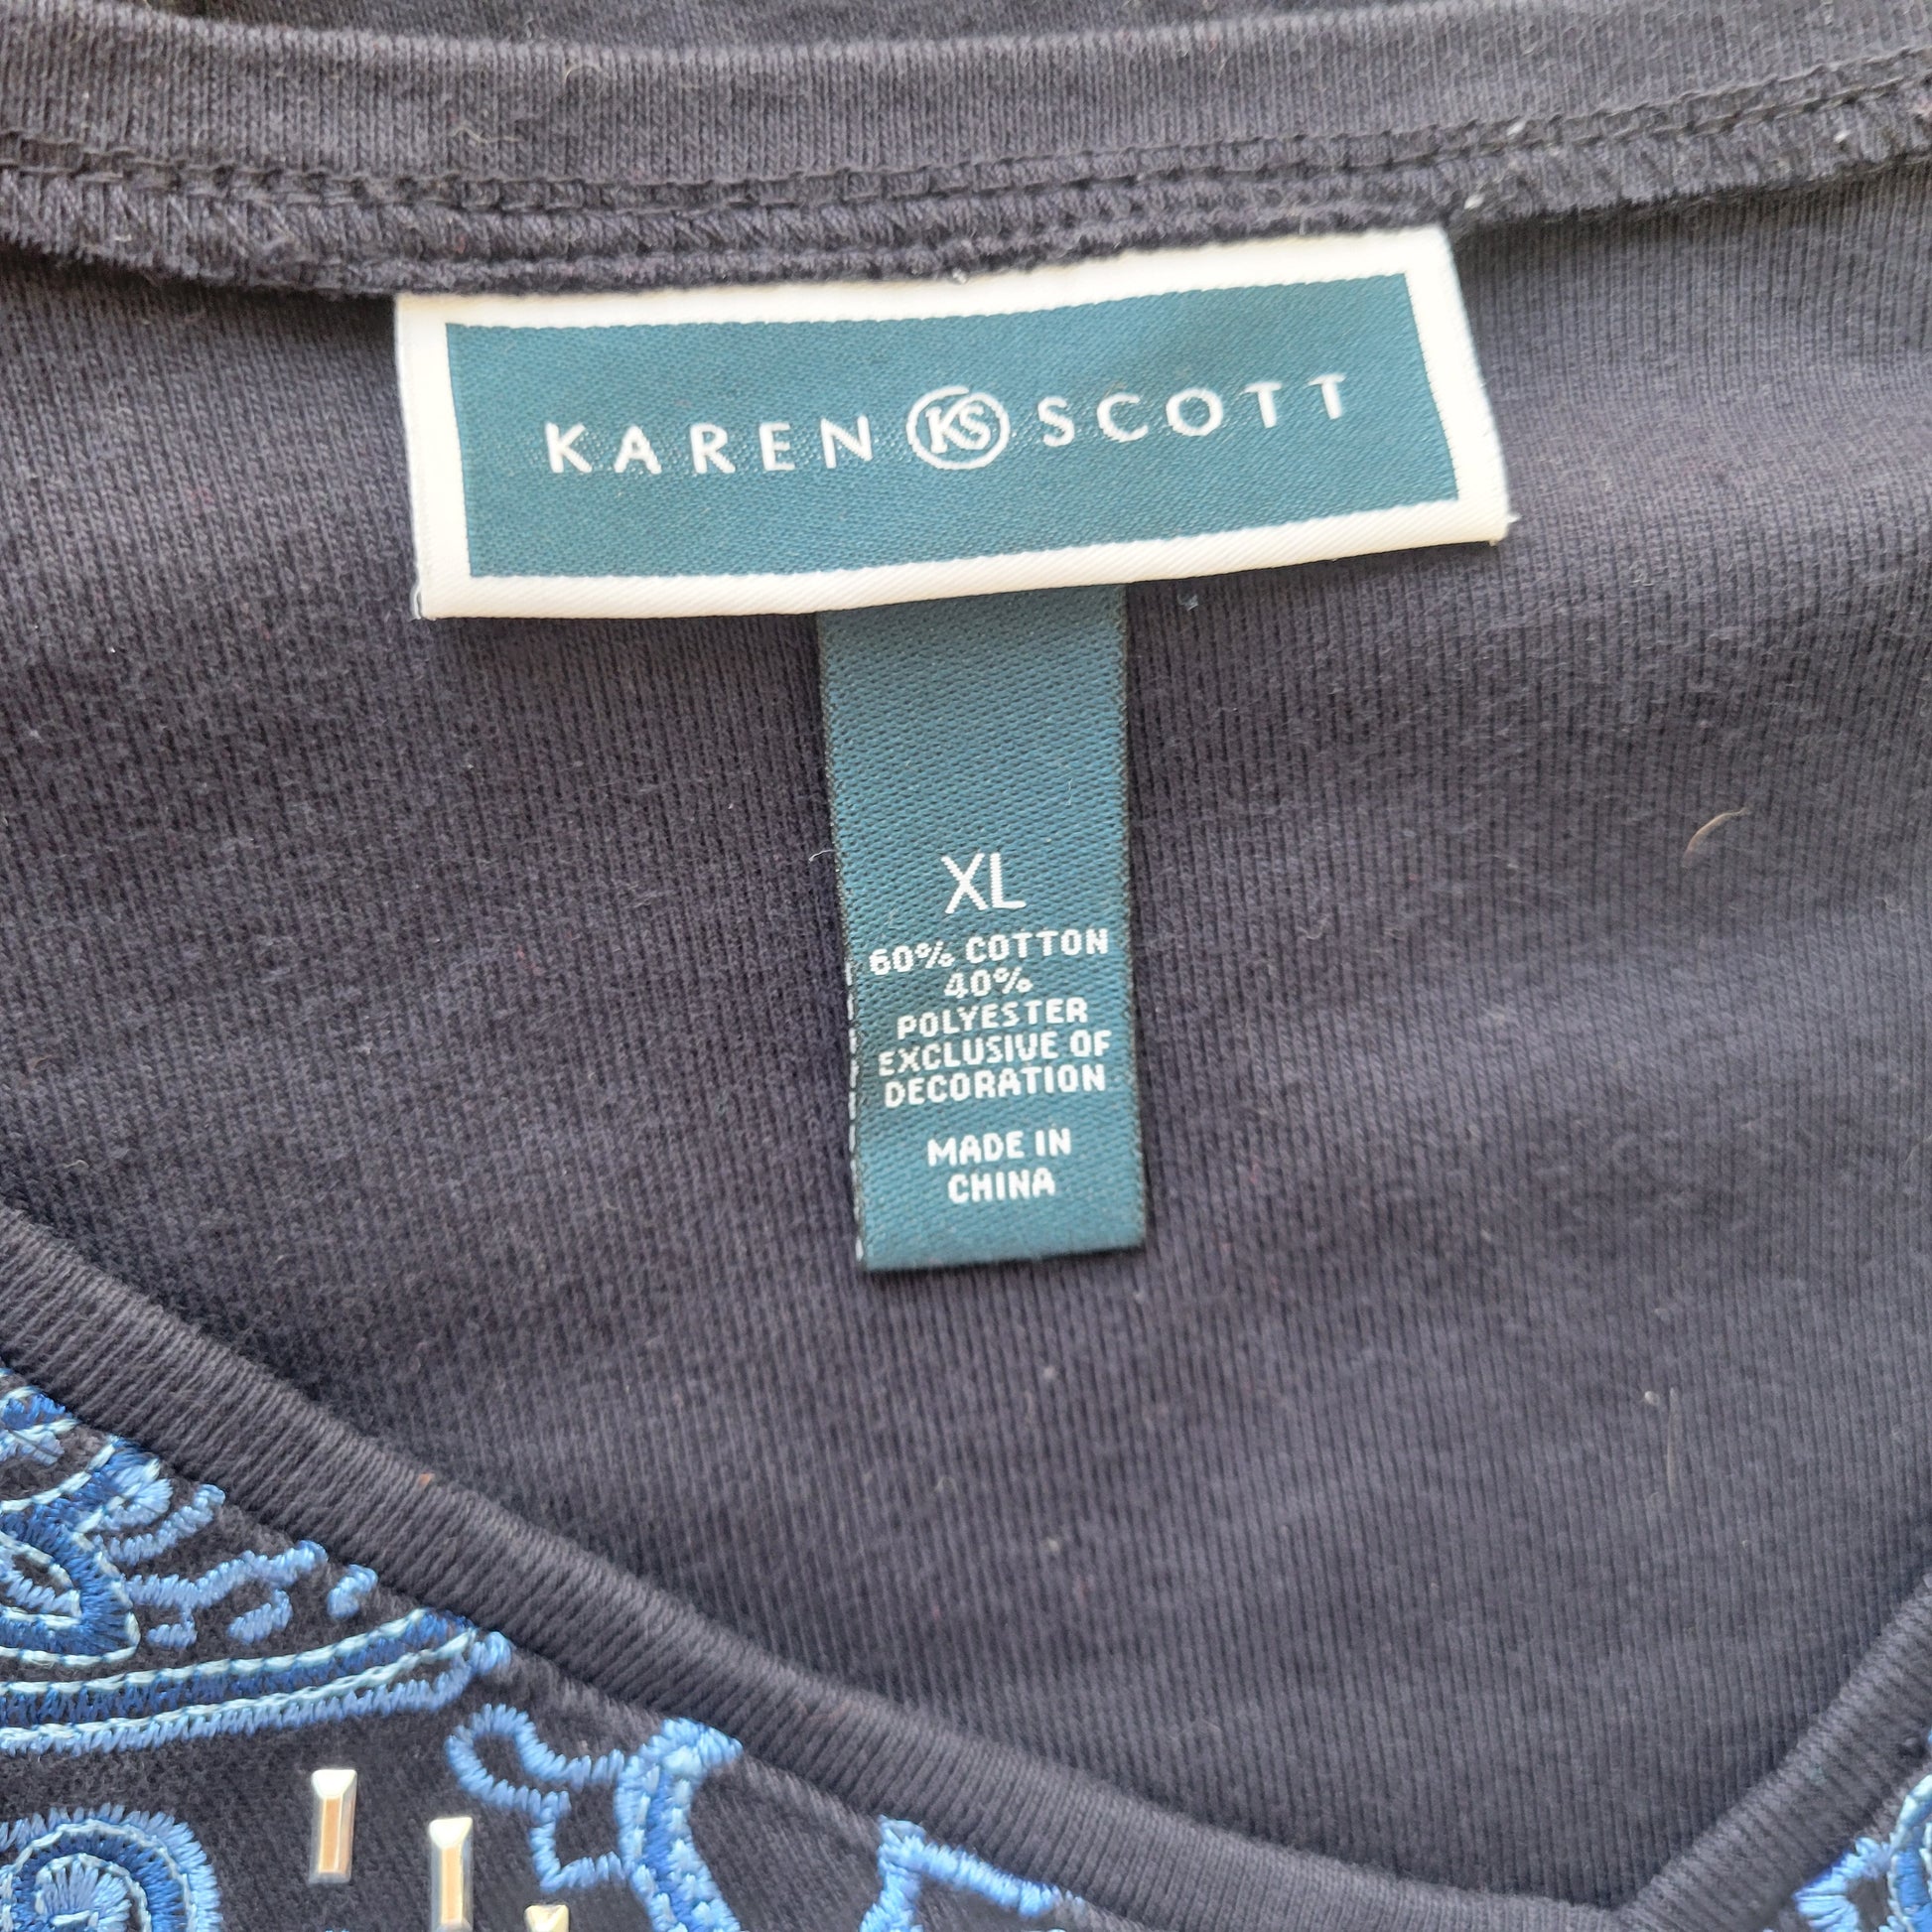 KAREN KS SCOTT
XL
60% COTTON
40%
POLYESTER
EXCLUSIVE OF
DECORATION
MADE IN
CHINA